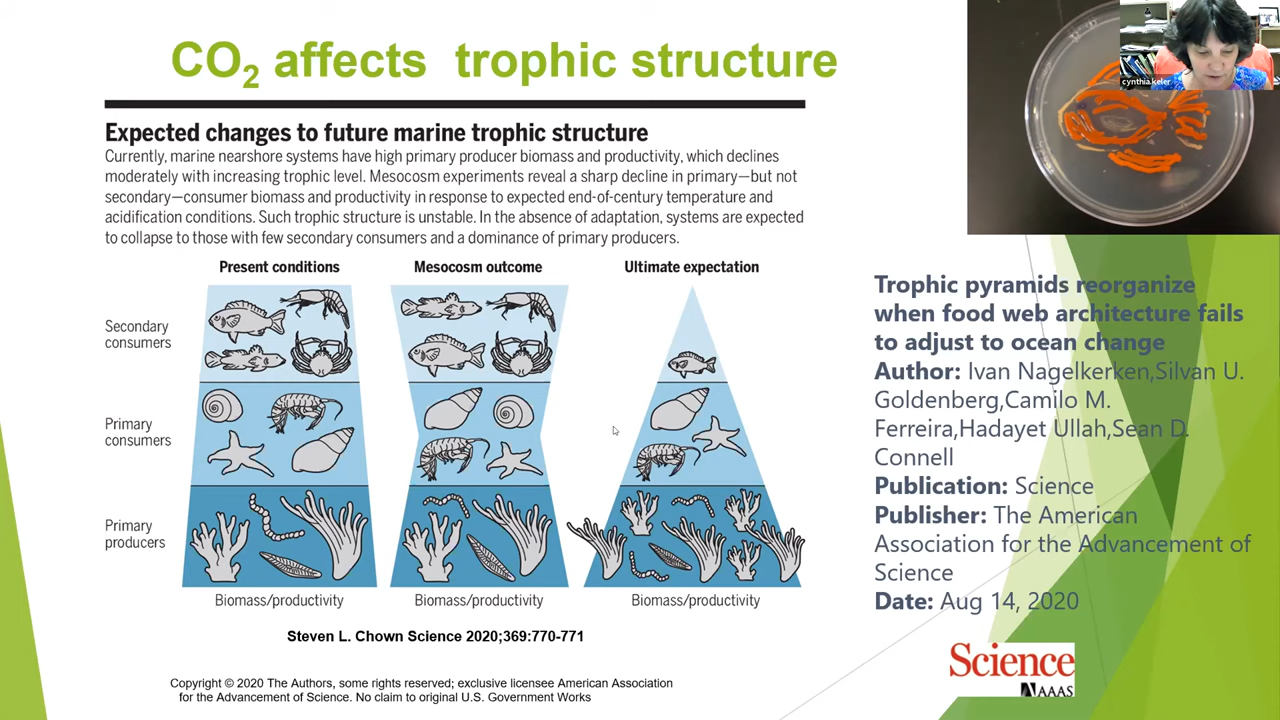 CO2 affects trophic structure
cynthia.keler
Expected changes to future marine trophic structure
Currently, marine nearshore systems have high primary producer biomass and productivity, which declines
moderately with increasing trophic level. Mesocosm experiments reveal a sharp decline in primary—but not
secondary—consumer biomass and productivity in response to expected end-of-century temperature and
acidification conditions. Such trophic structure is unstable. In the absence of adaptation, systems are expected
to collapse to those with few secondary consumers and a dominance of primary producers.
Present conditions
Mesocosm outcome
Ultimate expectation
Secondary
consumers
Primary
consumers
Primary
producers
Biomass/productivity
Biomass/productivity
Biomass/productivity
Steven L. Chown Science 2020;369:770-771
Copyright © 2020 The Authors, some rights reserved; exclusive licensee American Association
for the Advancement of Science. No claim to original U.S. Government Works
Trophic pyramids reorganize
when food web architecture fails
to adjust to ocean change
Author: Ivan Nagelkerken,Silvan U.
Goldenberg,Camilo M.
Ferreira,Hadayet Ullah,Sean D.
Connell
Publication: Science
Publisher: The American
Association for the Advancement of
Science
Date: Aug 14, 2020
Science
AAAS